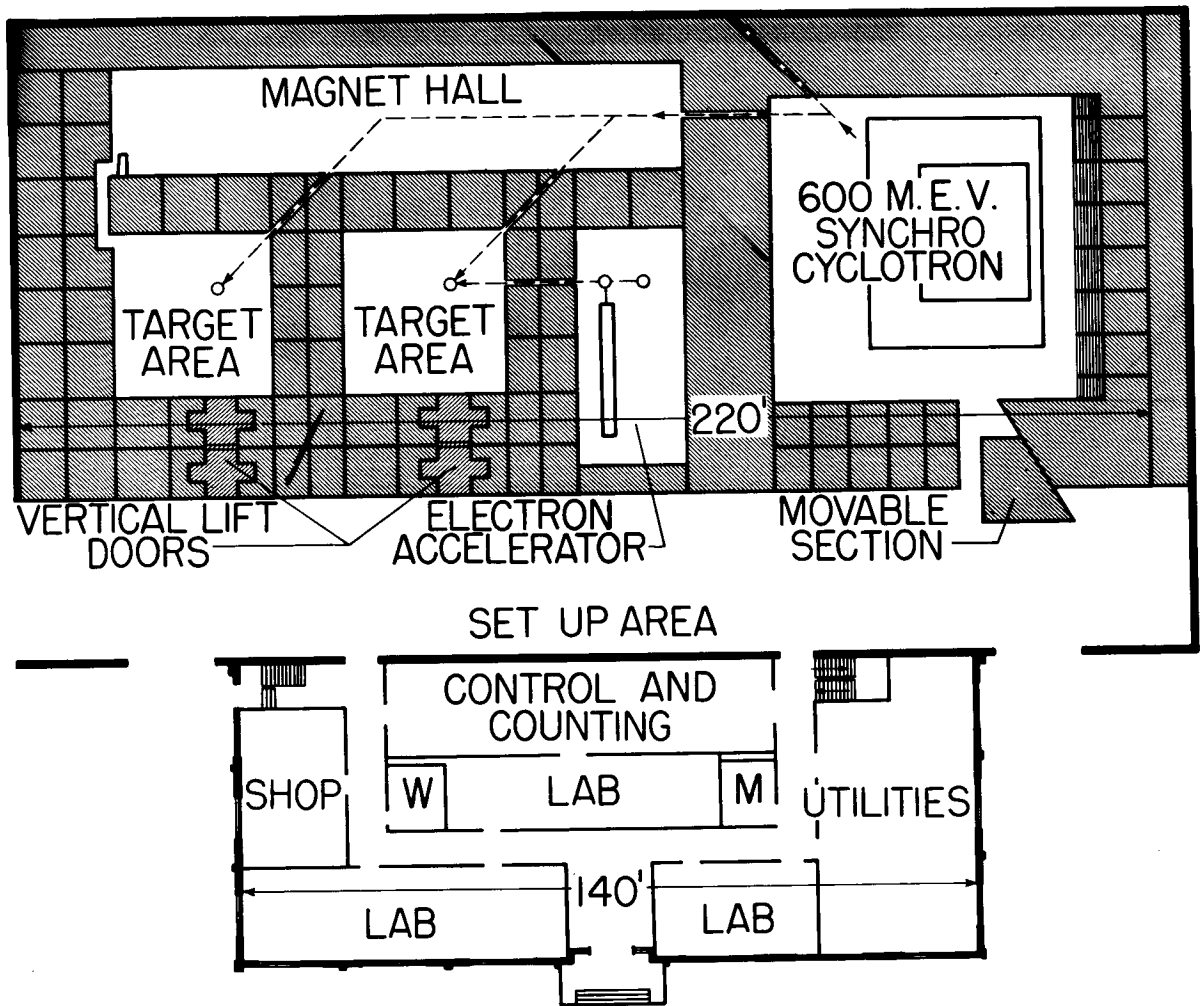 MAGNET HALL
600 M.E.V.
SYNCHRO
CYCLOTRON
TARGET
AREA
TARGET
AREA
220'
VERTICAL LIFT
DOORS
ELECTRON
ACCELERATOR
MOVABLE
SECTION
SET UP AREA
CONTROL AND
COUNTING
SHOP
W
LAB
M
UTILITIES
140'
LAB
LAB